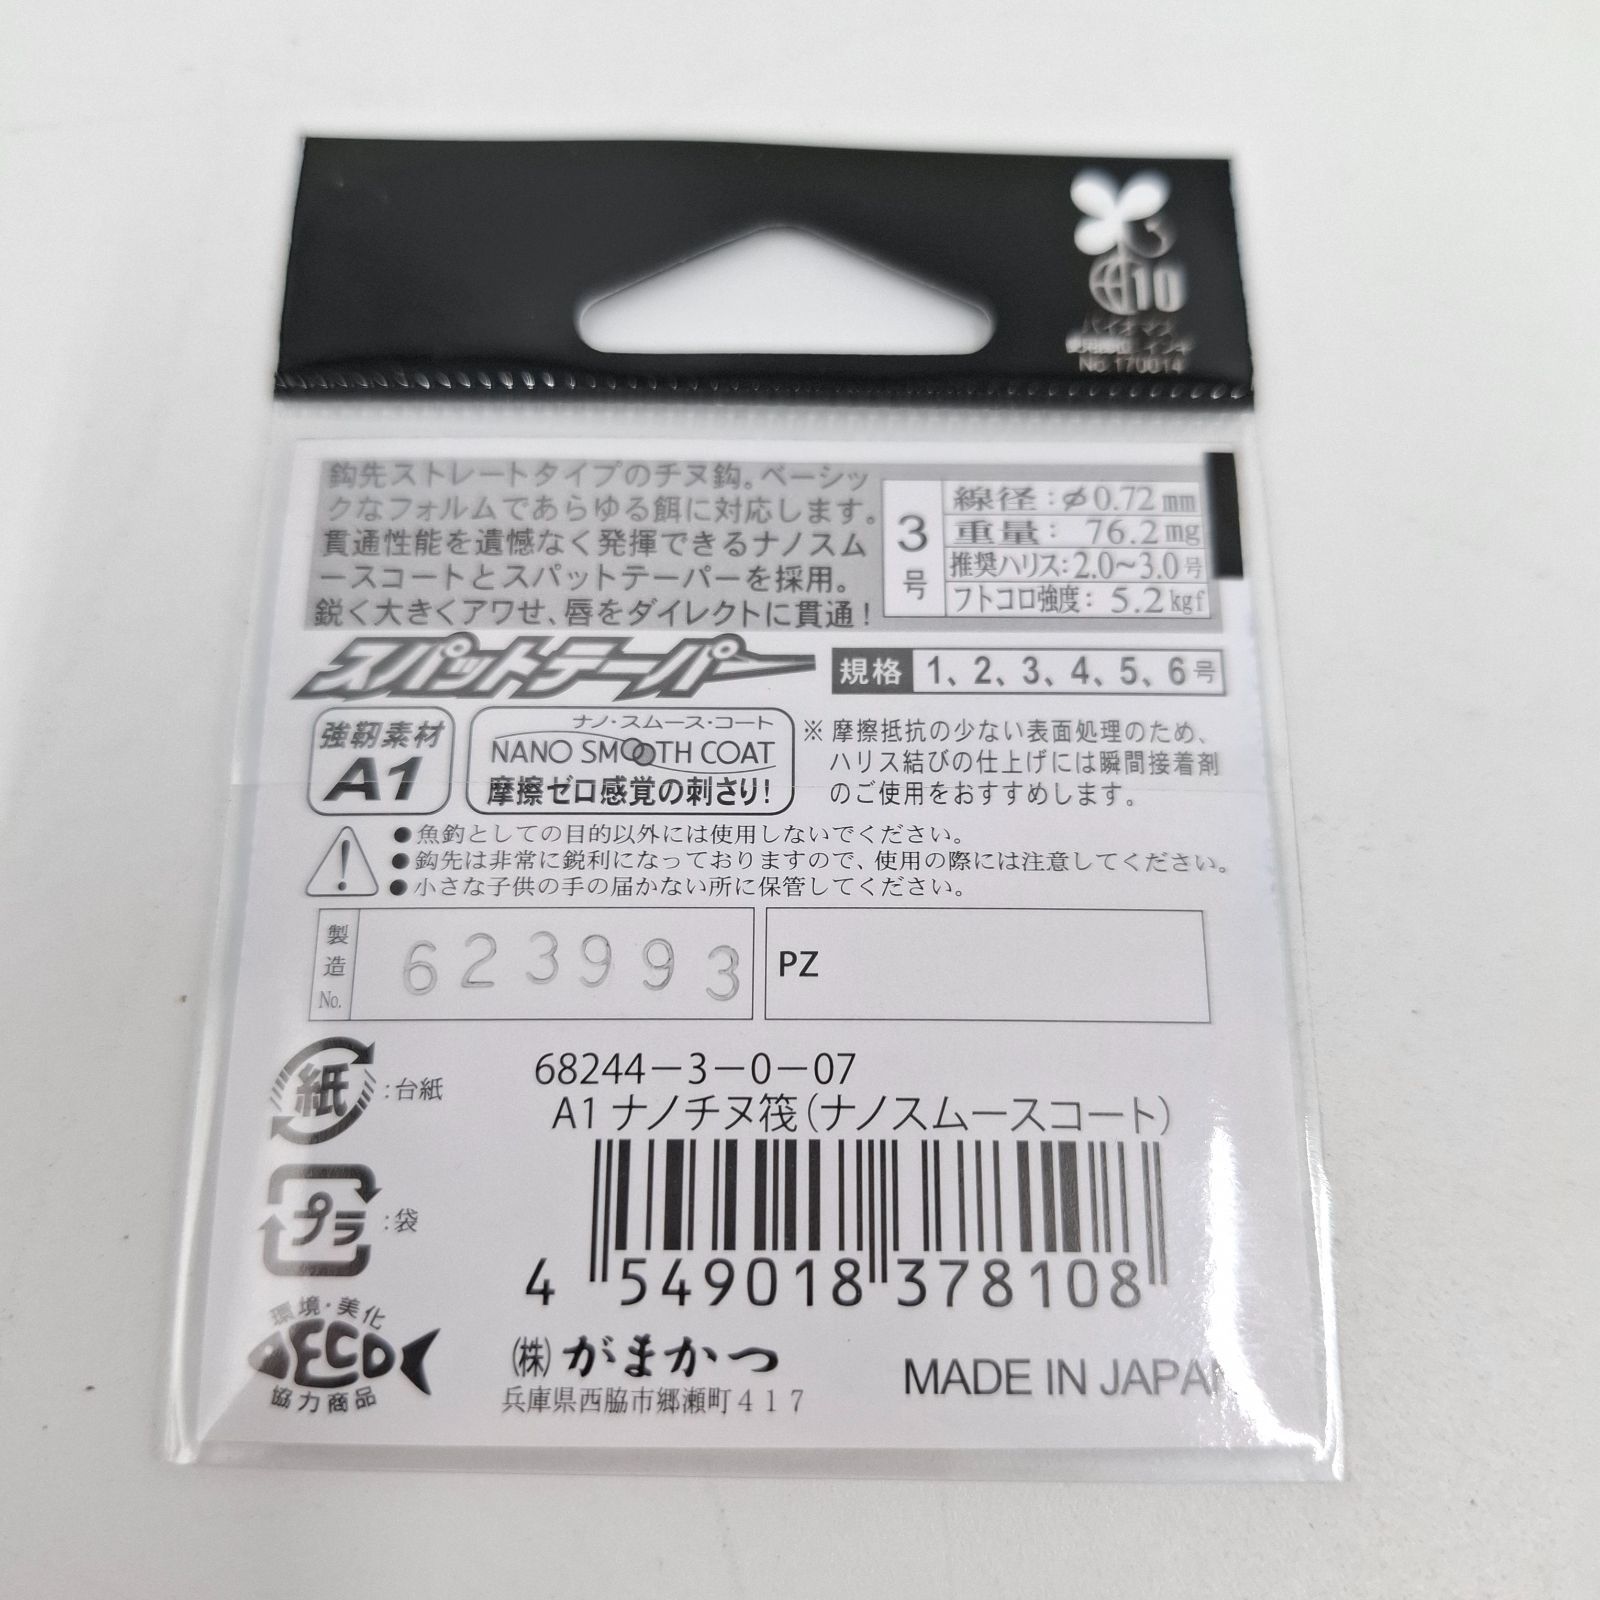 3
10
バイオマス
使用部位:インキ
No.170014
鈎先ストレートタイプのチヌ鈎。ベーシッ
クなフォルムであらゆる餌に対応します。
貫通性能を遺憾なく発揮できるナノスム
ースコートとスパットテーパーを採用。
鋭く大きくアワせ、唇をダイレクトに貫通!
3号
線径:φ0.72mm
重量: 76.2mg
推奨ハリス:2.0〜3.0号
フトコロ強度: 5.2kgf
スパットテーパー
規格 1、2、3、4、5、6号
強靭素材
A1
ナノ・スムース・コート
NANO SMOOTH COAT
摩擦ゼロ感覚の刺さり!
※摩擦抵抗の少ない表面処理のため、
ハリス結びの仕上げには瞬間接着剤
のご使用をおすすめします。
●魚釣としての目的以外には使用しないでください。
●鈎先は非常に鋭利になっておりますので、使用の際には注意してください。
●小さな子供の手の届かない所に保管してください。
製造No. 623993
PZ
紙:台紙
プラ:袋
68244-3-0-07
A1 ナノチヌ筏(ナノスムースコート)
4 549018 378108
環境・美化
ECO
協力商品
(株)がまかつ
兵庫県西脇市郷瀬町417
MADE IN JAPAN